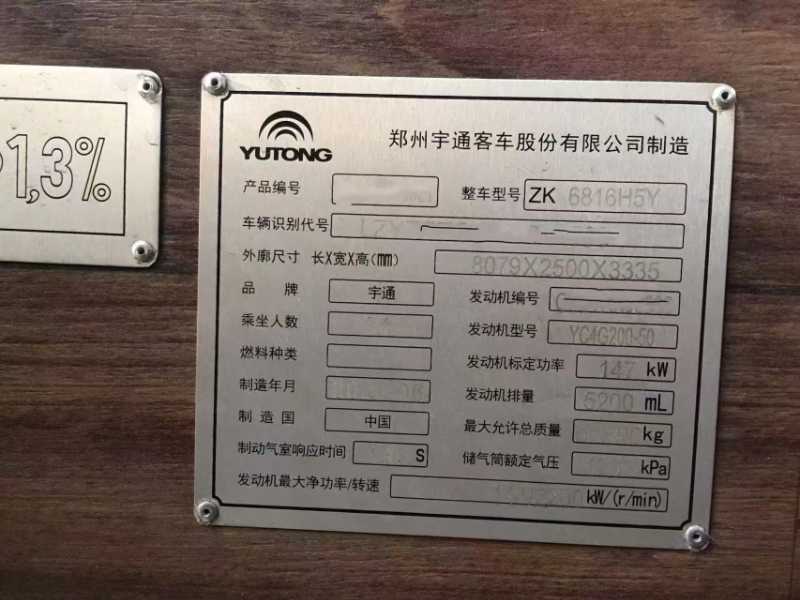 1,3%
YUTONG
郑州宇通客车股份有限公司制造
产品编号
整车型号 ZK 6816H5Y
车辆识别代号
外廓尺寸 长X宽X高(mm) 8079X2500X3335
品牌 宇通 发动机编号
乘坐人数 发动机型号 YC4G200-50
燃料种类 发动机标定功率 147 kW
制造年月 发动机排量 5200 mL
制造国 中国 最大允许总质量 kg
制动气室响应时间 S 储气筒额定气压 kPa
发动机最大净功率/转速 kW/(r/min)